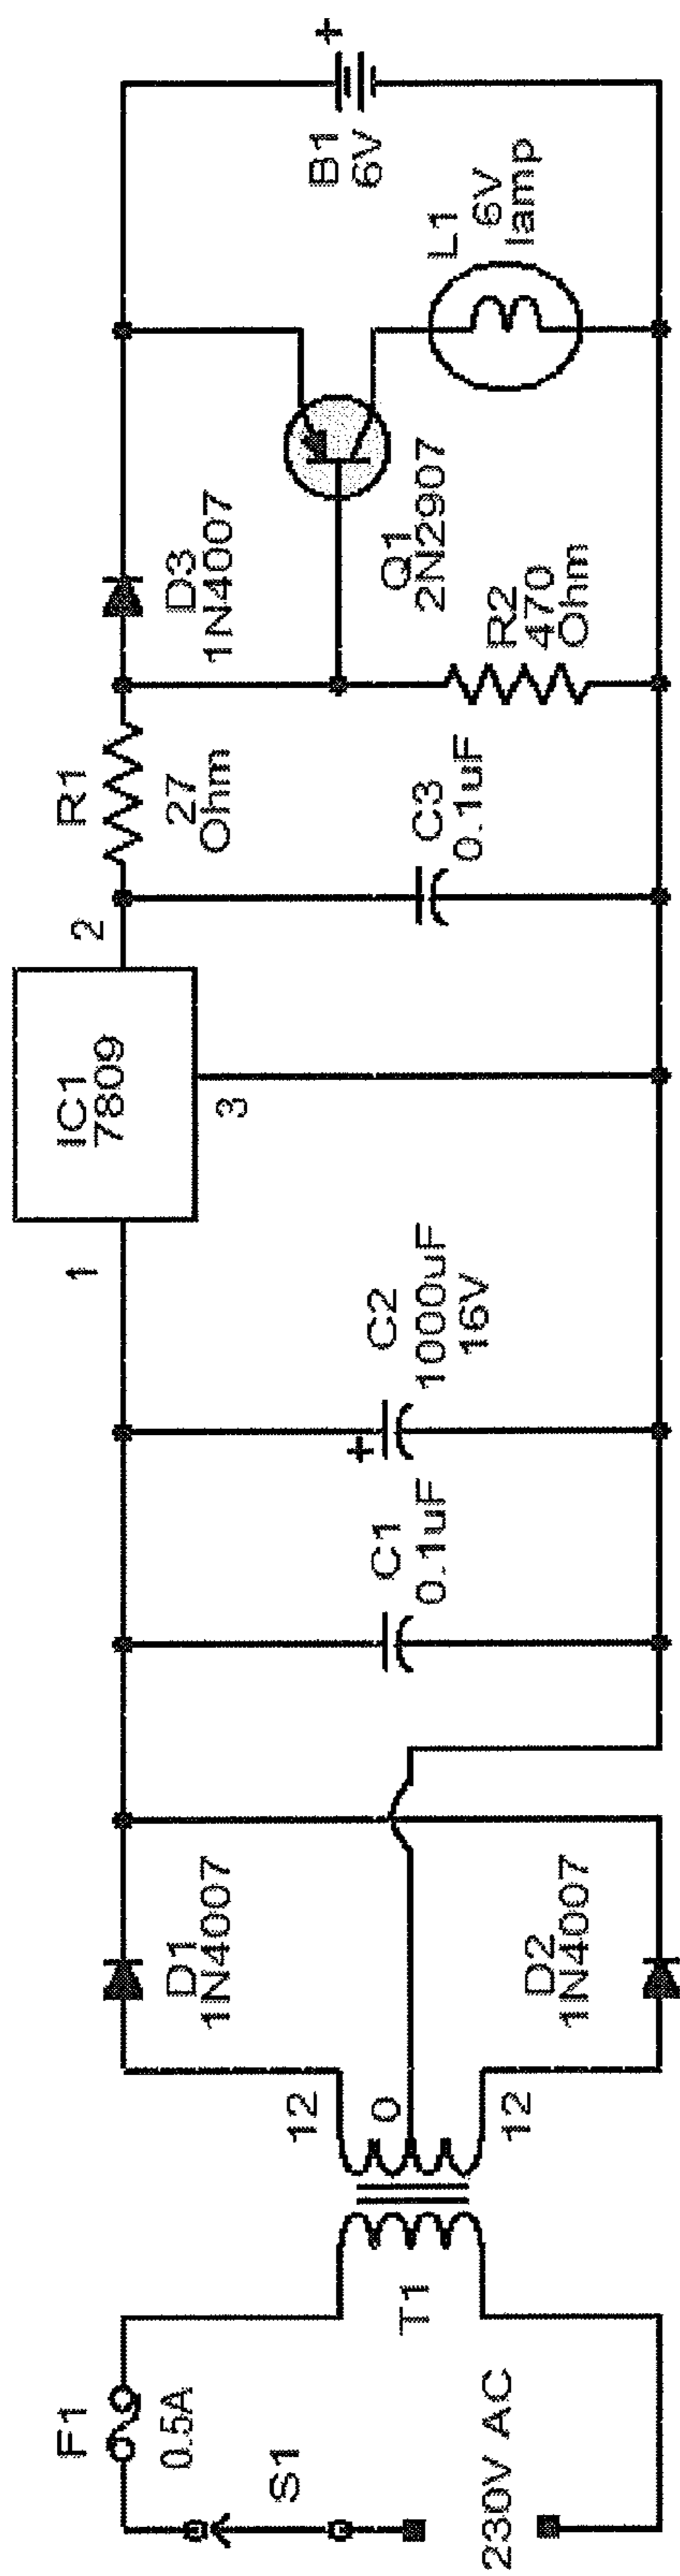 F1
0.5A
S1
230V AC
T1
12
0
12
D1
1N4007
D2
1N4007
C1
0.1uF
+
C2
1000uF
16V
1
IC1
7809
3
2
C3
0.1uF
R1
27
Ohm
R2
470
Ohm
D3
1N4007
Q1
2N2907
L1
6V
lamp
B1
6V
+